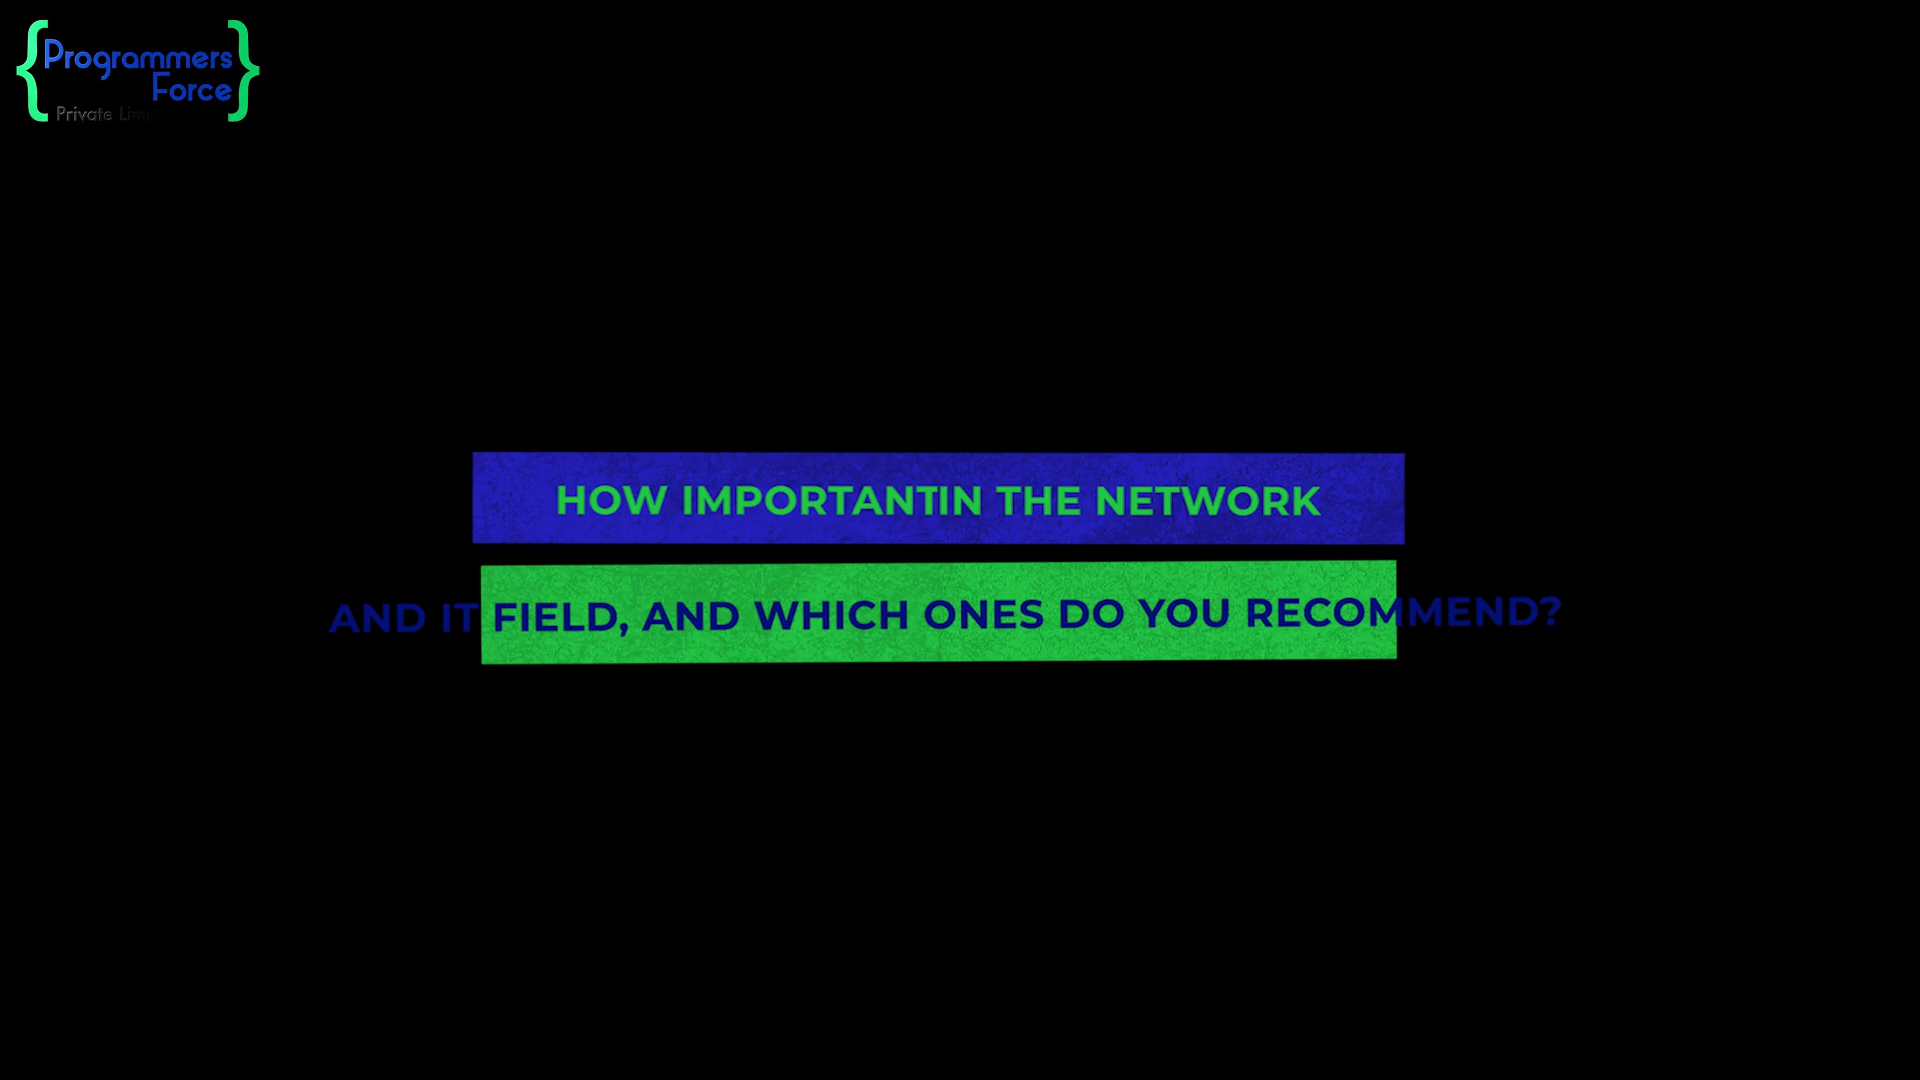 {Programmers}
Force
Private
HOW IMPORTANTIN THE NETWORK
AND IT FIELD, AND WHICH ONES DO YOU RECOMMEND?